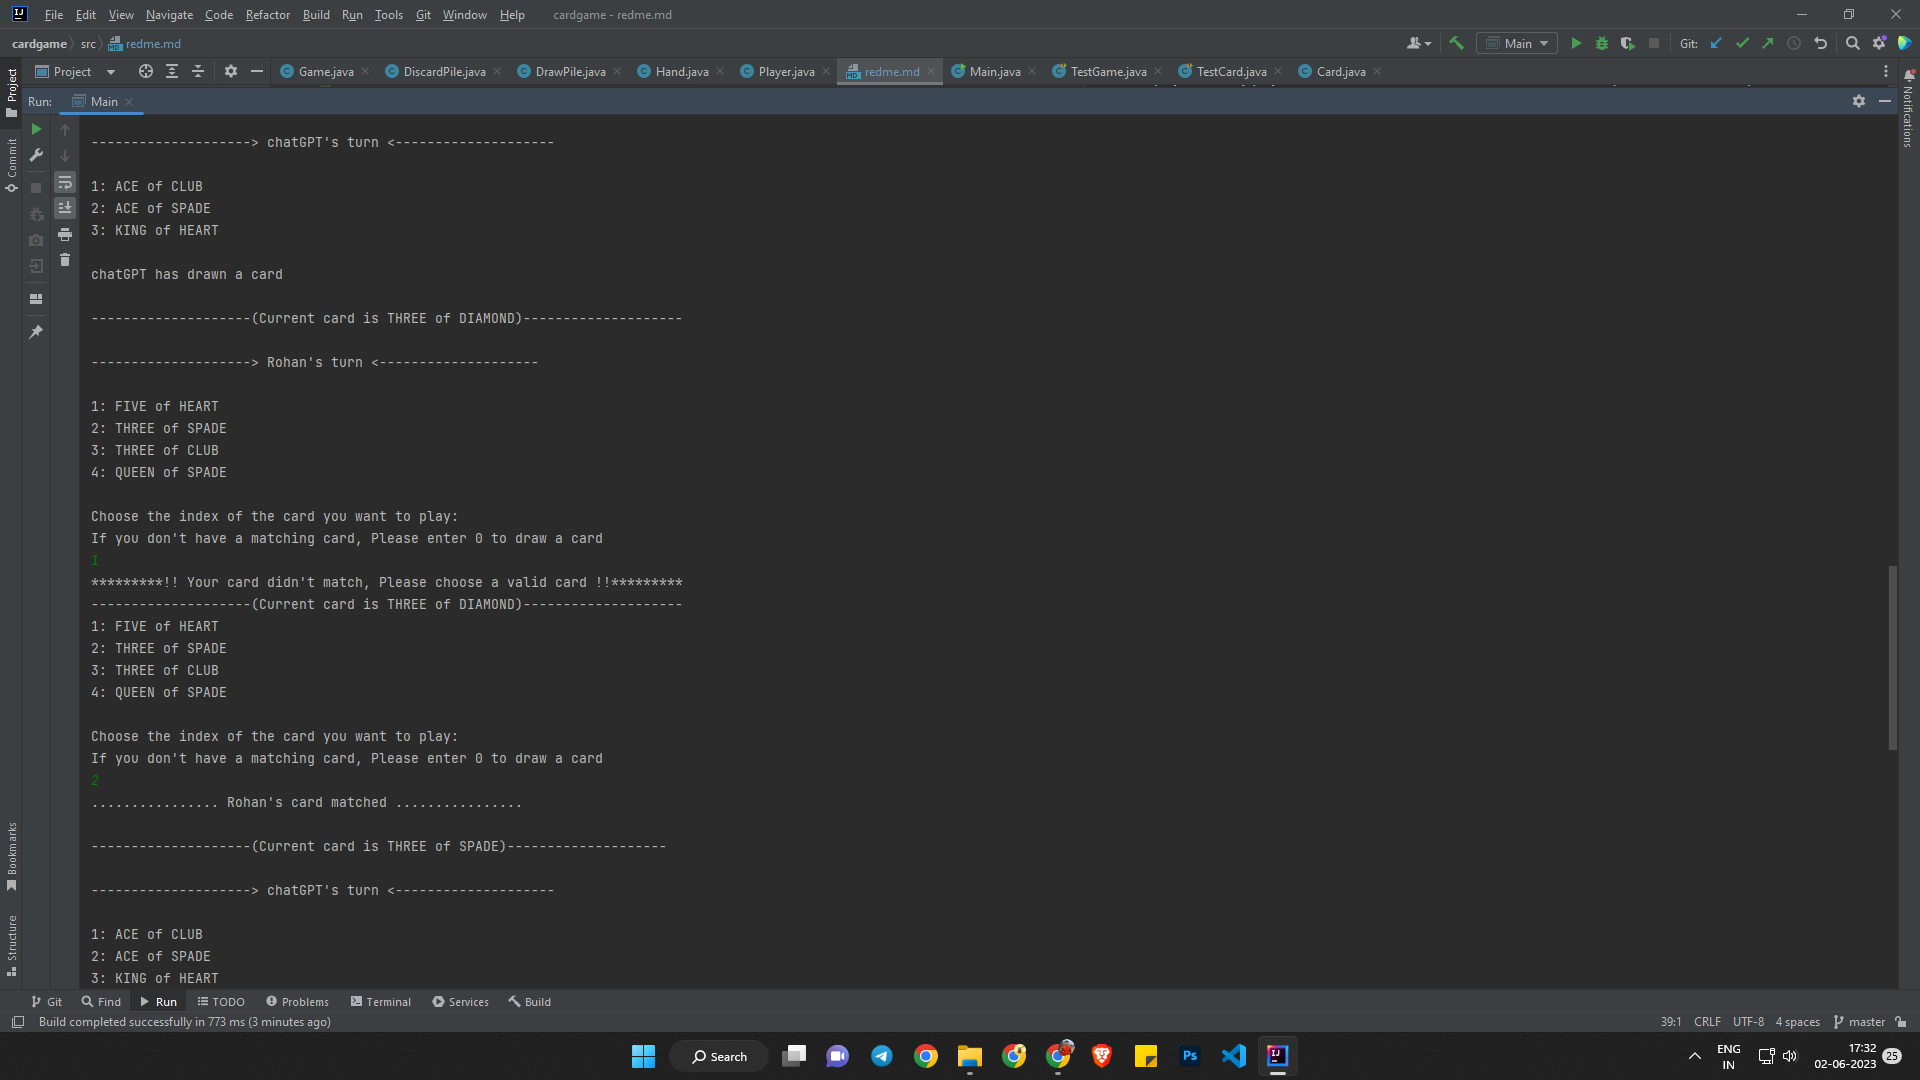 File Edit View Navigate Code Refactor Build Run Tools Git Window Help cardgame - redme.md
cardgame src redme.md Main Git:
Project Game.java DiscardPile.java DrawPile.java Hand.java Player.java redme.md Main.java TestGame.java TestCard.java Card.java
Run: Main
Project
Commit
Bookmarks
Structure
Notifications
--------------------> chatGPT's turn <--------------------
1: ACE of CLUB
2: ACE of SPADE
3: KING of HEART
chatGPT has drawn a card
--------------------(Current card is THREE of DIAMOND)--------------------
--------------------> Rohan's turn <--------------------
1: FIVE of HEART
2: THREE of SPADE
3: THREE of CLUB
4: QUEEN of SPADE
Choose the index of the card you want to play:
If you don't have a matching card, Please enter 0 to draw a card
1
*********!! Your card didn't match, Please choose a valid card !!*********
--------------------(Current card is THREE of DIAMOND)--------------------
1: FIVE of HEART
2: THREE of SPADE
3: THREE of CLUB
4: QUEEN of SPADE
Choose the index of the card you want to play:
If you don't have a matching card, Please enter 0 to draw a card
2
................ Rohan's card matched ................
--------------------(Current card is THREE of SPADE)--------------------
--------------------> chatGPT's turn <--------------------
1: ACE of CLUB
2: ACE of SPADE
3: KING of HEART
Git Find Run TODO Problems Terminal Services Build
Build completed successfully in 773 ms (3 minutes ago) 39:1 CRLF UTF-8 4 spaces master
Search Ps ENG IN 17:32 02-06-2023 25